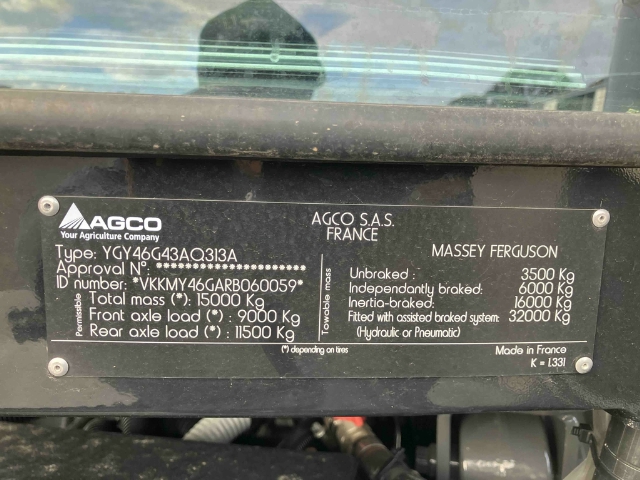 AGCO
Your Agriculture Company
AGCO S.A.S.
FRANCE
MASSEY FERGUSON
Type: YGY46G43AQ313A
Approval N°: ********************
ID number: *VKKMY46GARB060059*
Permissible
Total mass (*): 15000 Kg
Front axle load (*) : 9000 Kg
Rear axle load (*) : 11500 Kg
Towable mass
Unbraked : 3500 Kg
Independantly braked: 6000 Kg
Inertia-braked: 16000 Kg
Fitted with assisted braked system: 32000 Kg
(Hydraulic or Pneumatic)
(*) depending on tires
Made in France
K = 1.331